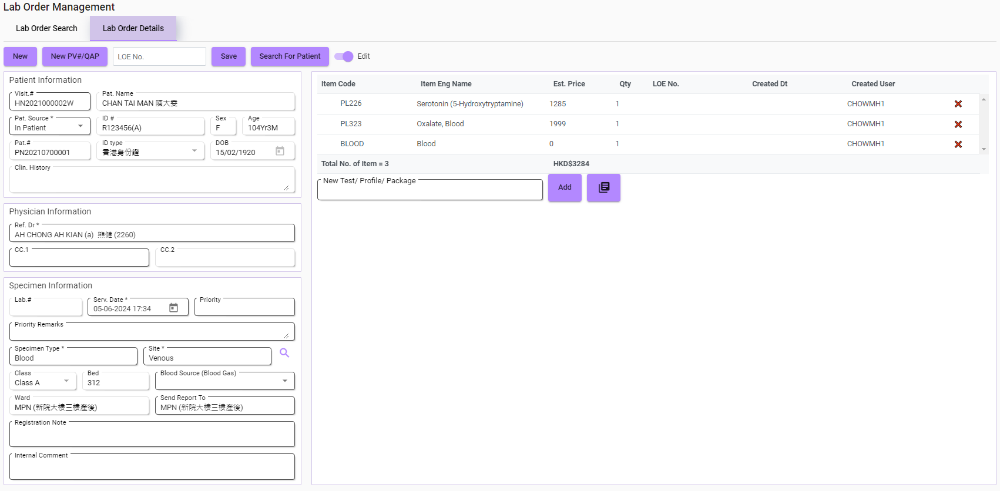 Lab Order Management
Lab Order Search Lab Order Details
New New PV#/QAP LOE No. Save Search For Patient Edit
Patient Information
Visit.# Pat. Name
HN2021000002W CHAN TAI MAN 陳大雯
Pat. Source * ID # Sex Age
In Patient R123456(A) F 104Yr3M
Pat.# ID type DOB
PN20210700001 香港身份證 15/02/1920
Clin. History
Physician Information
Ref. Dr *
AH CHONG AH KIAN (a) 熊健 (2260)
CC.1 CC.2
Specimen Information
Lab.# Serv. Date * Priority
05-06-2024 17:34
Priority Remarks
Specimen Type * Site *
Blood Venous
Class Bed Blood Source (Blood Gas)
Class A 312
Ward Send Report To
MPN (新院大樓三樓產後) MPN (新院大樓三樓產後)
Registration Note
Internal Comment
Item Code Item Eng Name Est. Price Qty LOE No. Created Dt Created User
PL226 Serotonin (5-Hydroxytryptamine) 1285 1 CHOWMH1
PL323 Oxalate, Blood 1999 1 CHOWMH1
BLOOD Blood 0 1 CHOWMH1
Total No. of Item = 3 HKD$3284
New Test/ Profile/ Package
Add